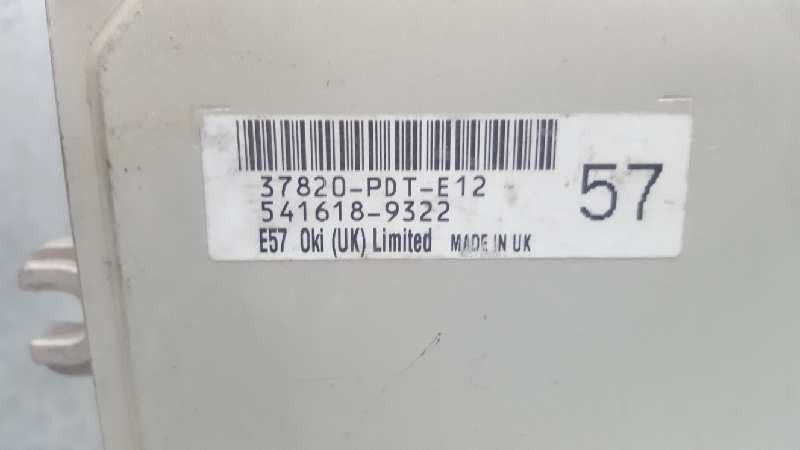 37820-PDT-E12
541618-9322
57
E57 Oki (UK) Limited MADE IN UK